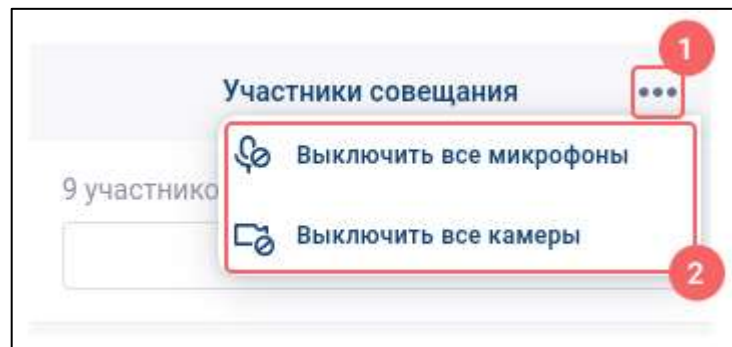 1
Участники совещания
Выключить все микрофоны
9 участнико
Выключить все камеры
2